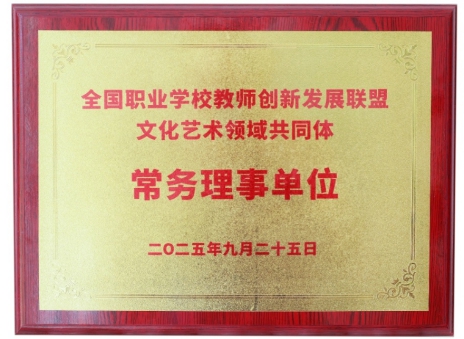 全国职业学校教师创新发展联盟
文化艺术领域共同体
常务理事单位
二〇二五年九月二十五日